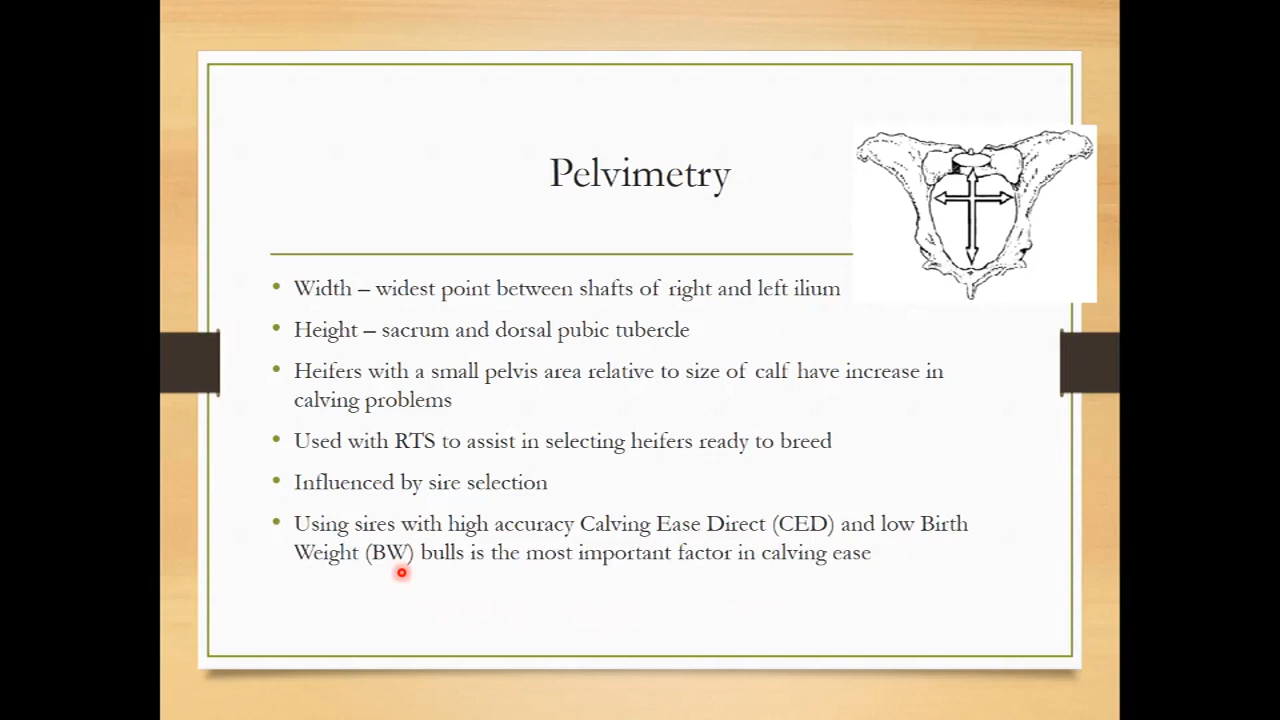 Pelvimetry
• Width – widest point between shafts of right and left ilium
• Height – sacrum and dorsal pubic tubercle
• Heifers with a small pelvis area relative to size of calf have increase in
calving problems
• Used with RTS to assist in selecting heifers ready to breed
• Influenced by sire selection
• Using sires with high accuracy Calving Ease Direct (CED) and low Birth
Weight (BW) bulls is the most important factor in calving ease